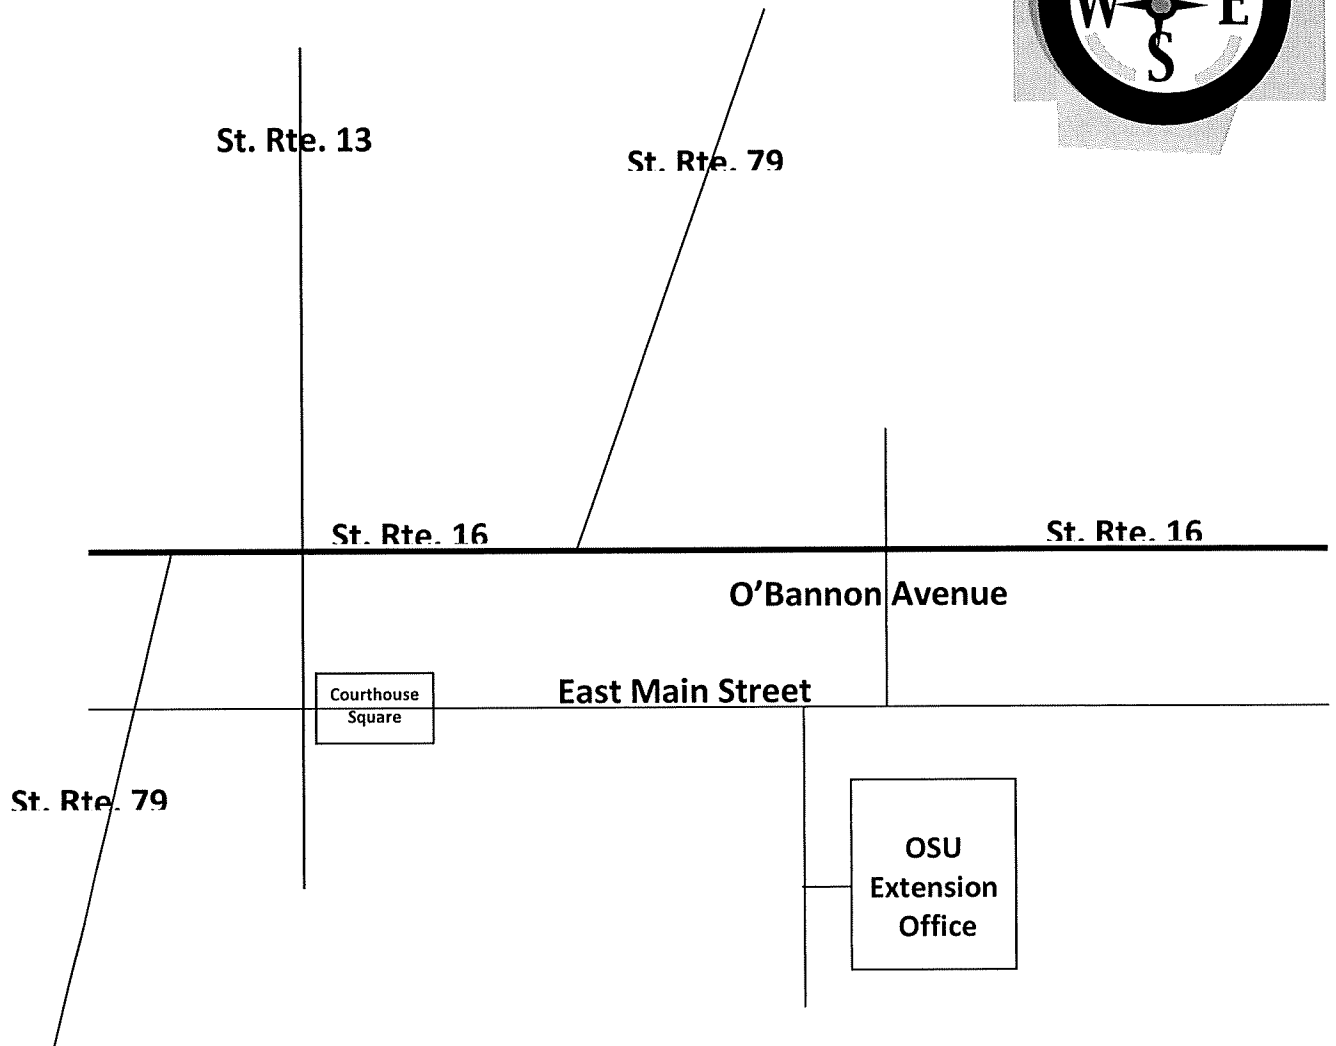 W E
S
St. Rte. 13
St. Rte. 79
St. Rte. 16
St. Rte. 16
O'Bannon Avenue
East Main Street
Courthouse
Square
St. Rte. 79
OSU
Extension
Office